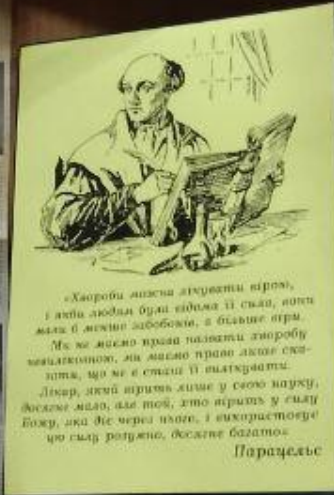 «Хвороби можна лікувати вірою,
і якби людям була відома її сила, вони
мали б менше забобонів, а більше віри.
Ми не маємо права назвати хворобу
невиліковною, ми маємо право лише ска-
зати, що не в стані її вилікувати.
Лікар, який вірить лише у свою науку,
досягне мало, але той, хто вірить у силу
Божу, яка діє через нього, і використовує
цю силу розумно, досягне багато»
Парацельс